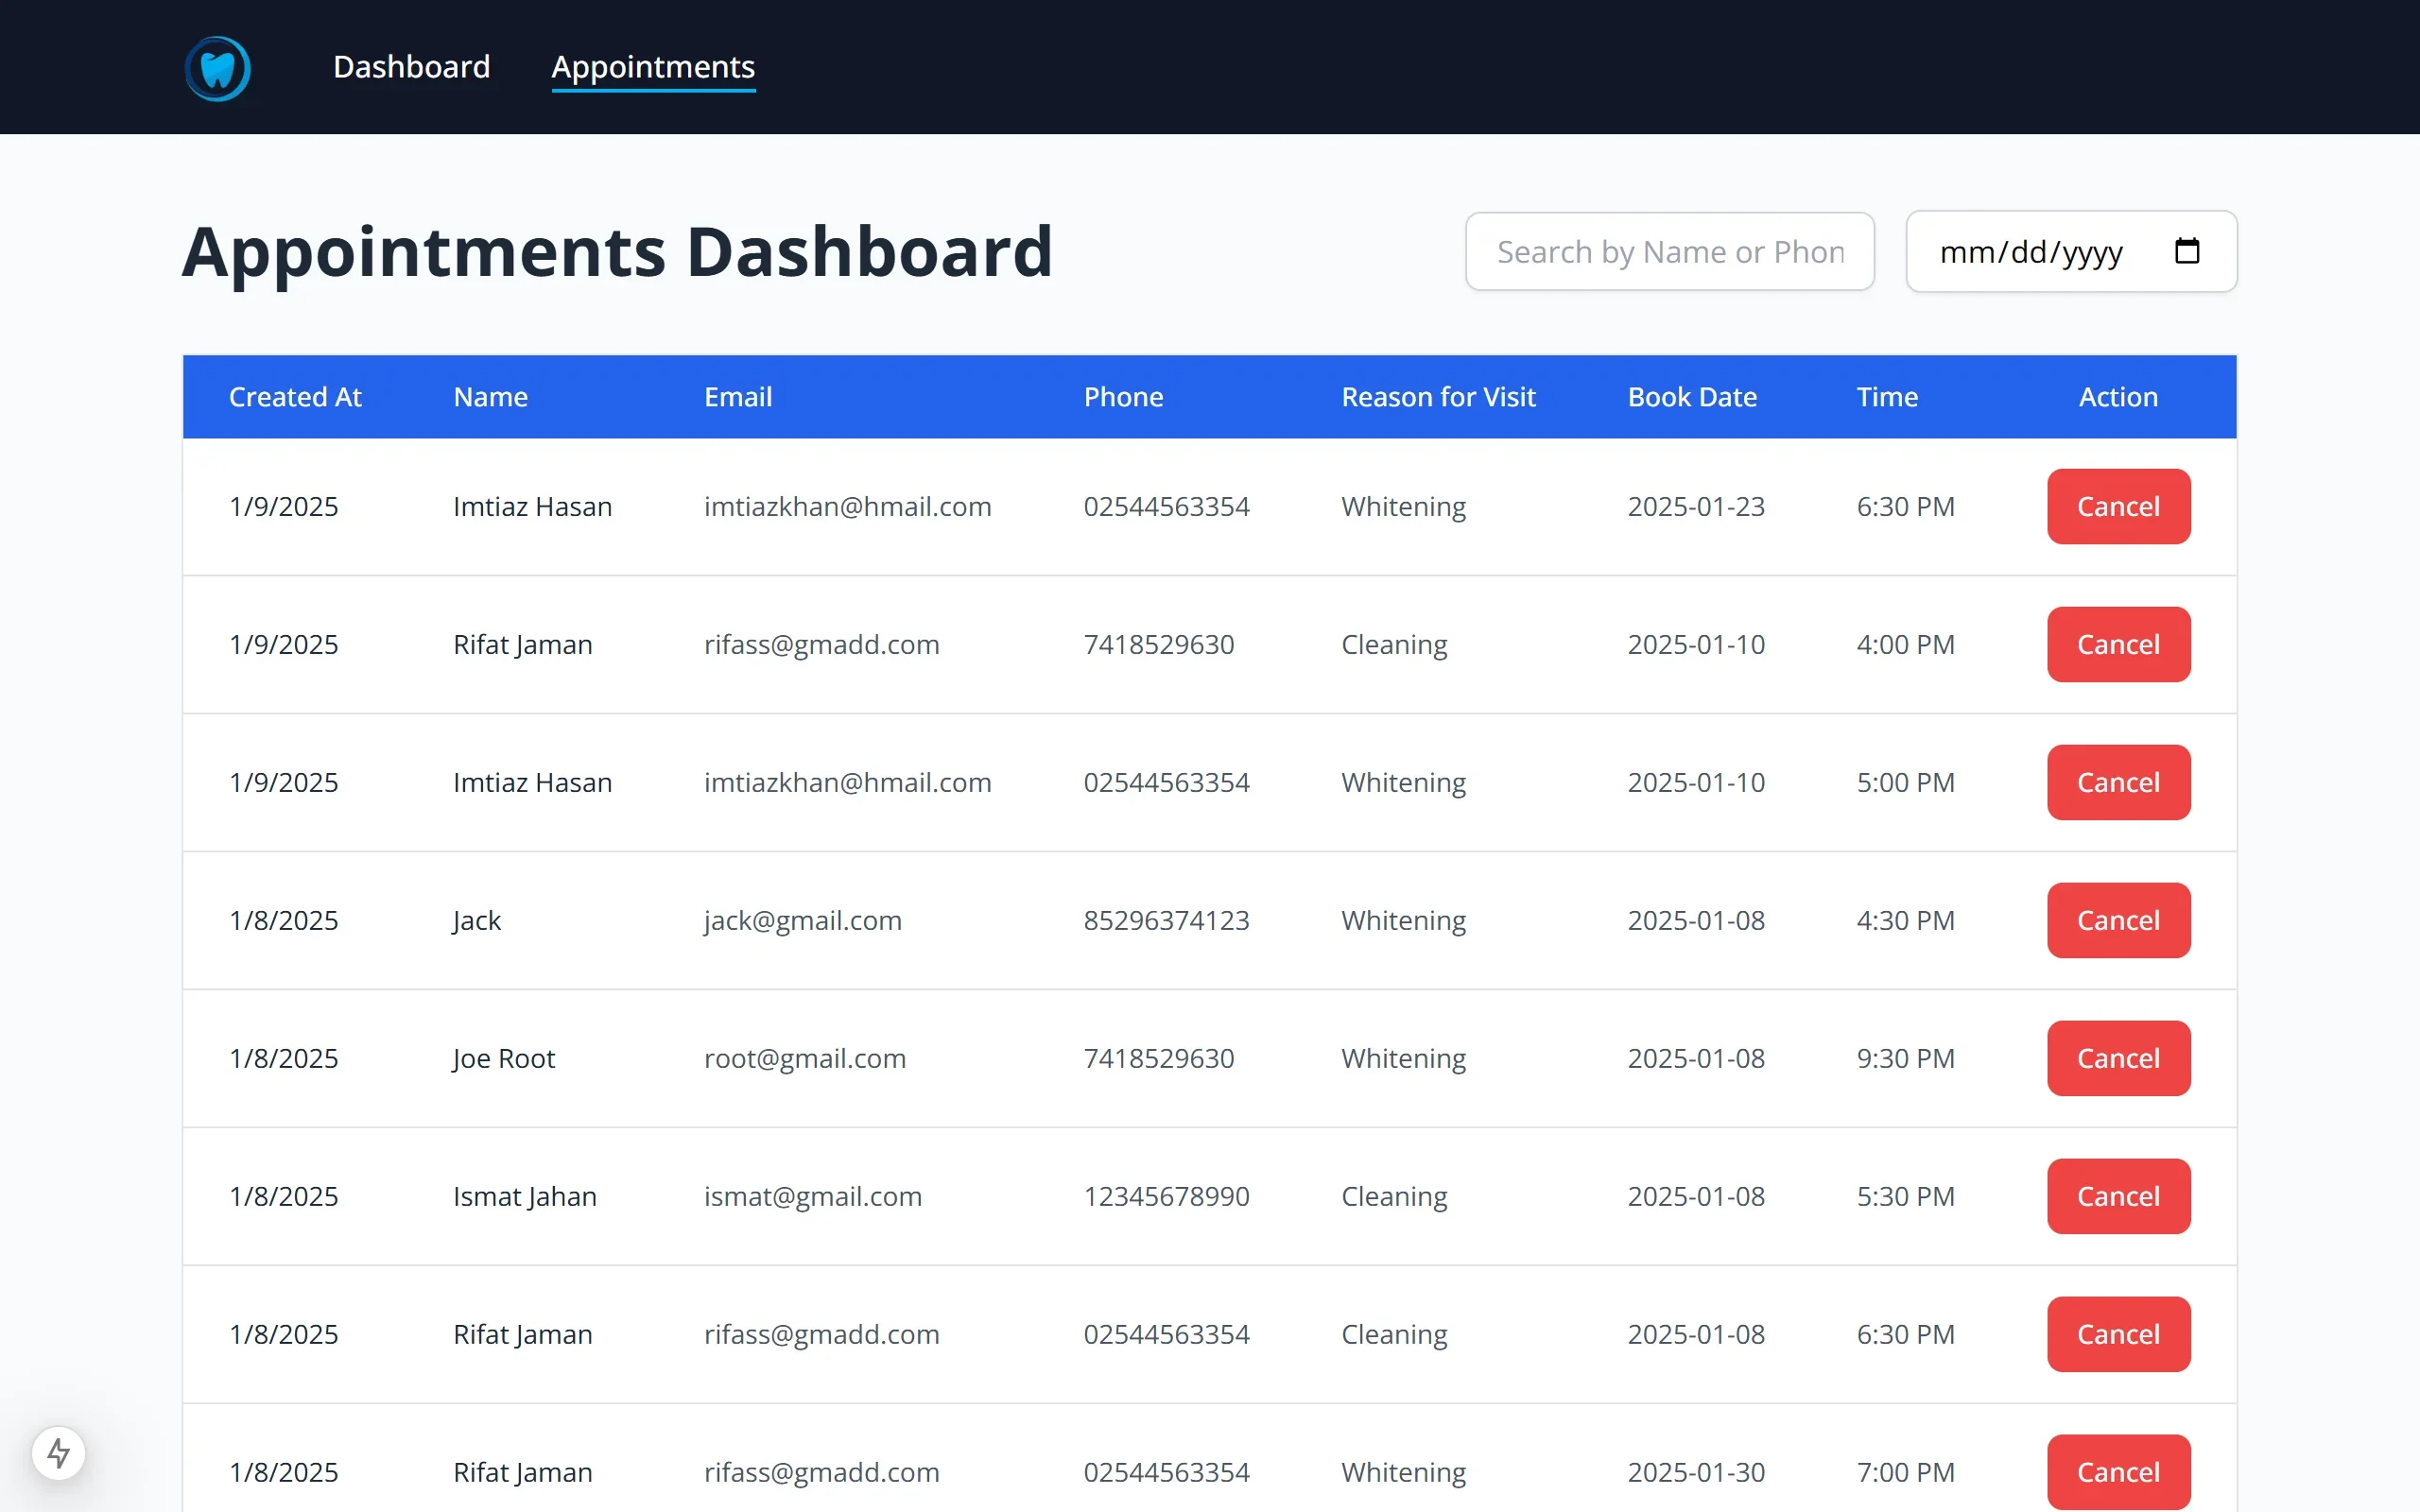 Dashboard Appointments
Appointments Dashboard Search by Name or Phon mm/dd/yyyy
Created At Name Email Phone Reason for Visit Book Date Time Action
1/9/2025 Imtiaz Hasan imtiazkhan@hmail.com 02544563354 Whitening 2025-01-23 6:30 PM Cancel
1/9/2025 Rifat Jaman rifass@gmadd.com 7418529630 Cleaning 2025-01-10 4:00 PM Cancel
1/9/2025 Imtiaz Hasan imtiazkhan@hmail.com 02544563354 Whitening 2025-01-10 5:00 PM Cancel
1/8/2025 Jack jack@gmail.com 85296374123 Whitening 2025-01-08 4:30 PM Cancel
1/8/2025 Joe Root root@gmail.com 7418529630 Whitening 2025-01-08 9:30 PM Cancel
1/8/2025 Ismat Jahan ismat@gmail.com 12345678990 Cleaning 2025-01-08 5:30 PM Cancel
1/8/2025 Rifat Jaman rifass@gmadd.com 02544563354 Cleaning 2025-01-08 6:30 PM Cancel
1/8/2025 Rifat Jaman rifass@gmadd.com 02544563354 Whitening 2025-01-30 7:00 PM Cancel